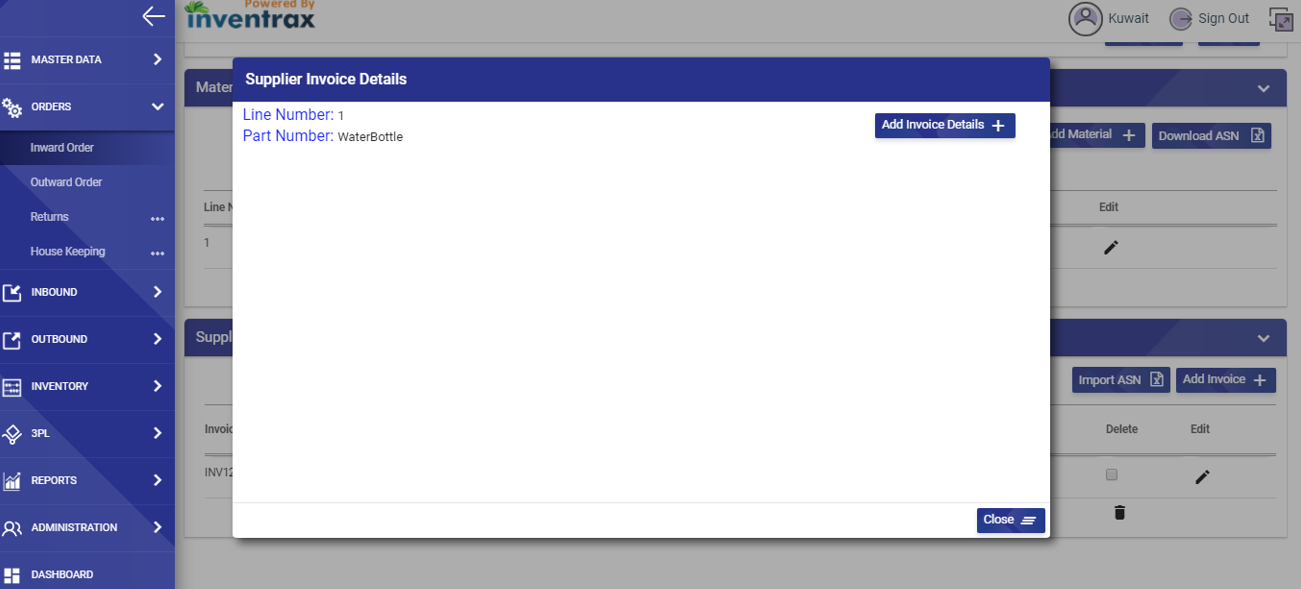 Powered By
inventrax
Kuwait
Sign Out
MASTER DATA
ORDERS
Inward Order
Outward Order
Returns
House Keeping
INBOUND
OUTBOUND
INVENTORY
3PL
REPORTS
ADMINISTRATION
DASHBOARD
Supplier Invoice Details
Line Number: 1
Part Number: WaterBottle
Add Invoice Details
Close
Mater
dd Material
Download ASN
Line N
Edit
1
Suppl
Import ASN
Add Invoice
Invoic
Delete
Edit
INV12